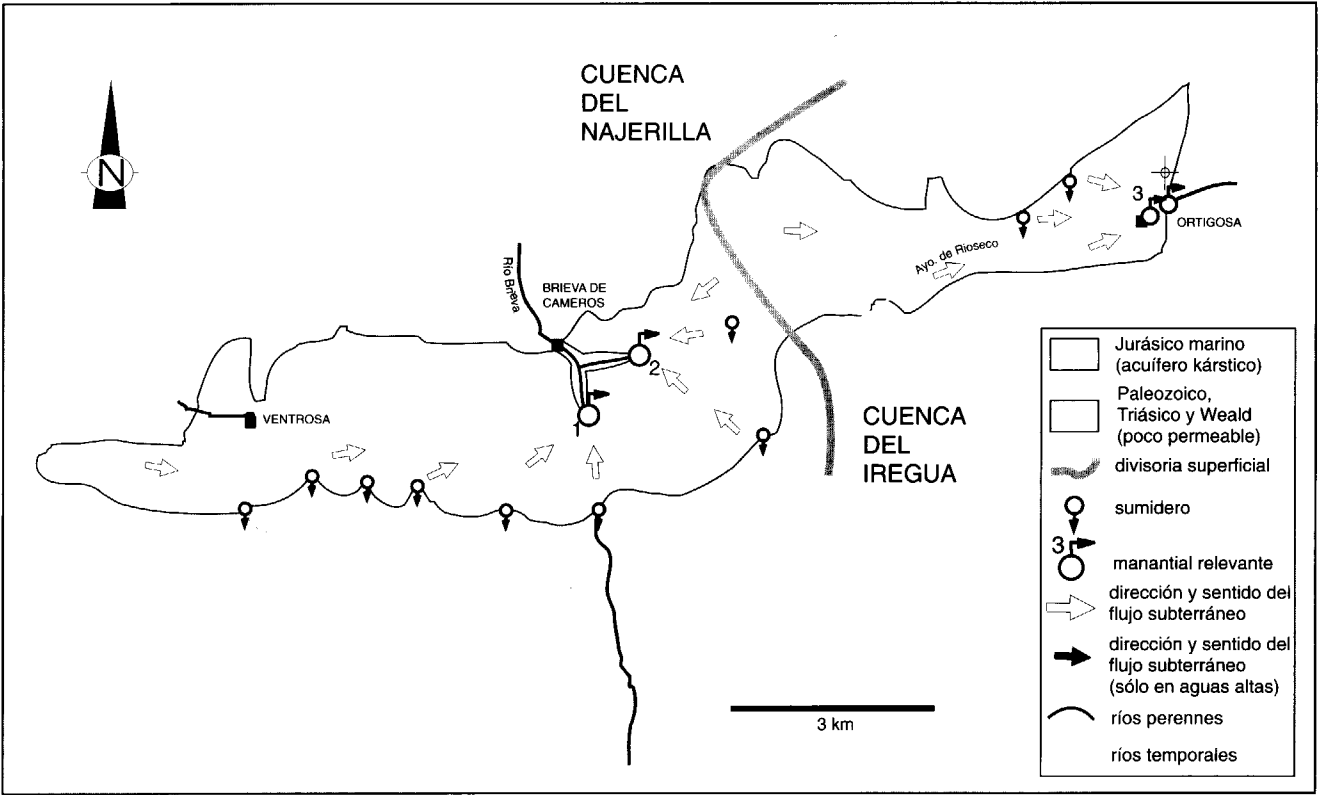 CUENCA
DEL
NAJERILLA
N
3
ORTIGOSA
Ayo. de Rioseco
Río Brieva
BRIEVA DE
CAMEROS
2
VENTROSA
CUENCA
DEL
IREGUA
3 km
Jurásico marino
(acuífero kárstico)
Paleozoico,
Triásico y Weald
(poco permeable)
divisoria superficial
sumidero
3
manantial relevante
dirección y sentido del
flujo subterráneo
dirección y sentido del
flujo subterráneo
(sólo en aguas altas)
ríos perennes
ríos temporales